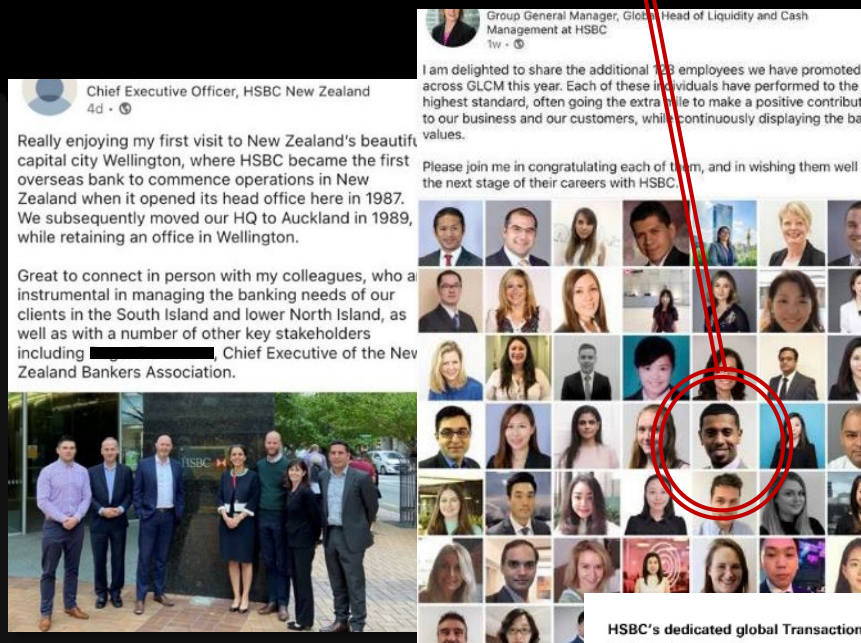 Chief Executive Officer, HSBC New Zealand
4d •
Really enjoying my first visit to New Zealand's
capital city Wellington, where HSBC became the first
overseas bank to commence operations in New
Zealand when it opened its head office here in 1987.
We subsequently moved our HQ to Auckland in 1989,
while retaining an office in Wellington.
Great to connect in person with my colleagues, who
instrumental in managing the banking needs of our
clients in the South Island and lower North Island, as
well as with a number of other key stakeholders
including , Chief Executive of the New
Zealand Bankers Association.
HSBC
Group General Manager, Global Head of Liquidity and Cash
Management at HSBC
1w •
I am delighted to share the additional employees we have promoted
across GLCM this year. Each of these individuals have performed to the
highest standard, often going the extra mile to make a positive
to our business and our customers, while continuously displaying the
values.
Please join me in congratulating each of them, and in wishing them well
the next stage of their careers with HSBC.
HSBC's dedicated global Transaction